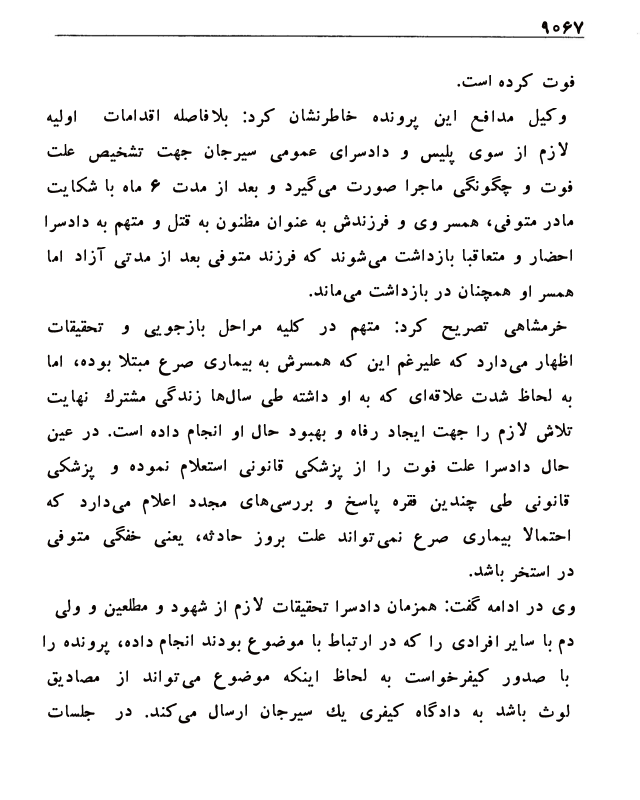 ۹۰۶۷
فوت کرده است.
وکیل مدافع این پرونده خاطرنشان کرد: بلافاصله اقدامات اولیه
لازم از سوی پلیس و دادسرای عمومی سیرجان جهت تشخیص علت
فوت و چگونگی ماجرا صورت می‌گیرد و بعد از مدت ۶ ماه با شکایت
مادر متوفی، همسر وی و فرزندش به عنوان مظنون به قتل و متهم به دادسرا
احضار و متعاقبا بازداشت می‌شوند که فرزند متوفی بعد از مدتی آزاد اما
همسر او همچنان در بازداشت می‌ماند.
خرمشاهی تصریح کرد: متهم در کلیه مراحل بازجویی و تحقیقات
اظهار می‌دارد که علیرغم این که همسرش به بیماری صرع مبتلا بوده، اما
به لحاظ شدت علاقه‌ای که به او داشته طی سال‌ها زندگی مشترك نهایت
تلاش لازم را جهت ایجاد رفاه و بهبود حال او انجام داده است. در عین
حال دادسرا علت فوت را از پزشکی قانونی استعلام نموده و پزشکی
قانونی طی چندین فقره پاسخ و بررسی‌های مجدد اعلام می‌دارد که
احتمالا بیماری صرع نمی‌تواند علت بروز حادثه، یعنی خفگی متوفی
در استخر باشد.
وی در ادامه گفت: همزمان دادسرا تحقیقات لازم از شهود و مطلعین و ولی
دم با سایر افرادی را که در ارتباط با موضوع بودند انجام داده، پرونده را
با صدور کیفرخواست به لحاظ اینکه موضوع می‌تواند از مصادیق
لوث باشد به دادگاه کیفری یك سیرجان ارسال می‌کند. در جلسات